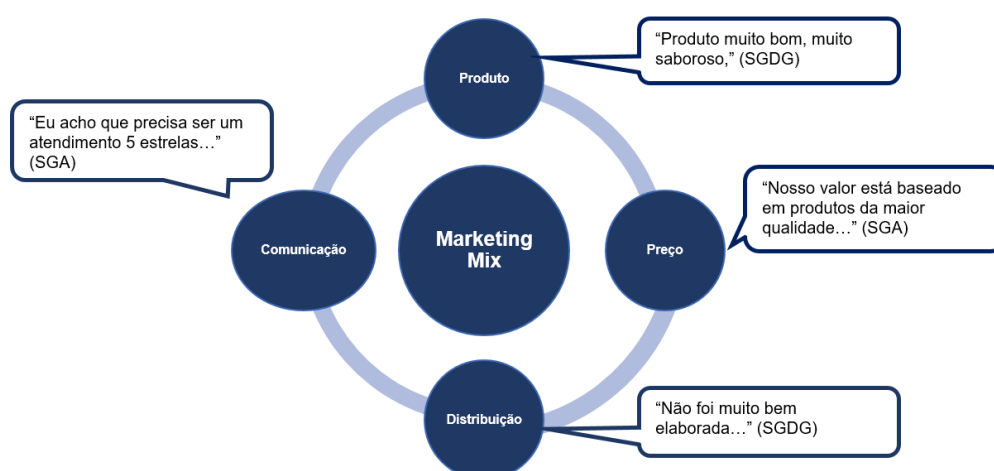 “Produto muito bom, muito
saboroso,” (SGDG)
Produto
“Eu acho que precisa ser um
atendimento 5 estrelas…”
(SGA)
“Nosso valor está baseado
em produtos da maior
qualidade…” (SGA)
Comunicação
Marketing
Mix
Preço
“Não foi muito bem
elaborada…” (SGDG)
Distribuição